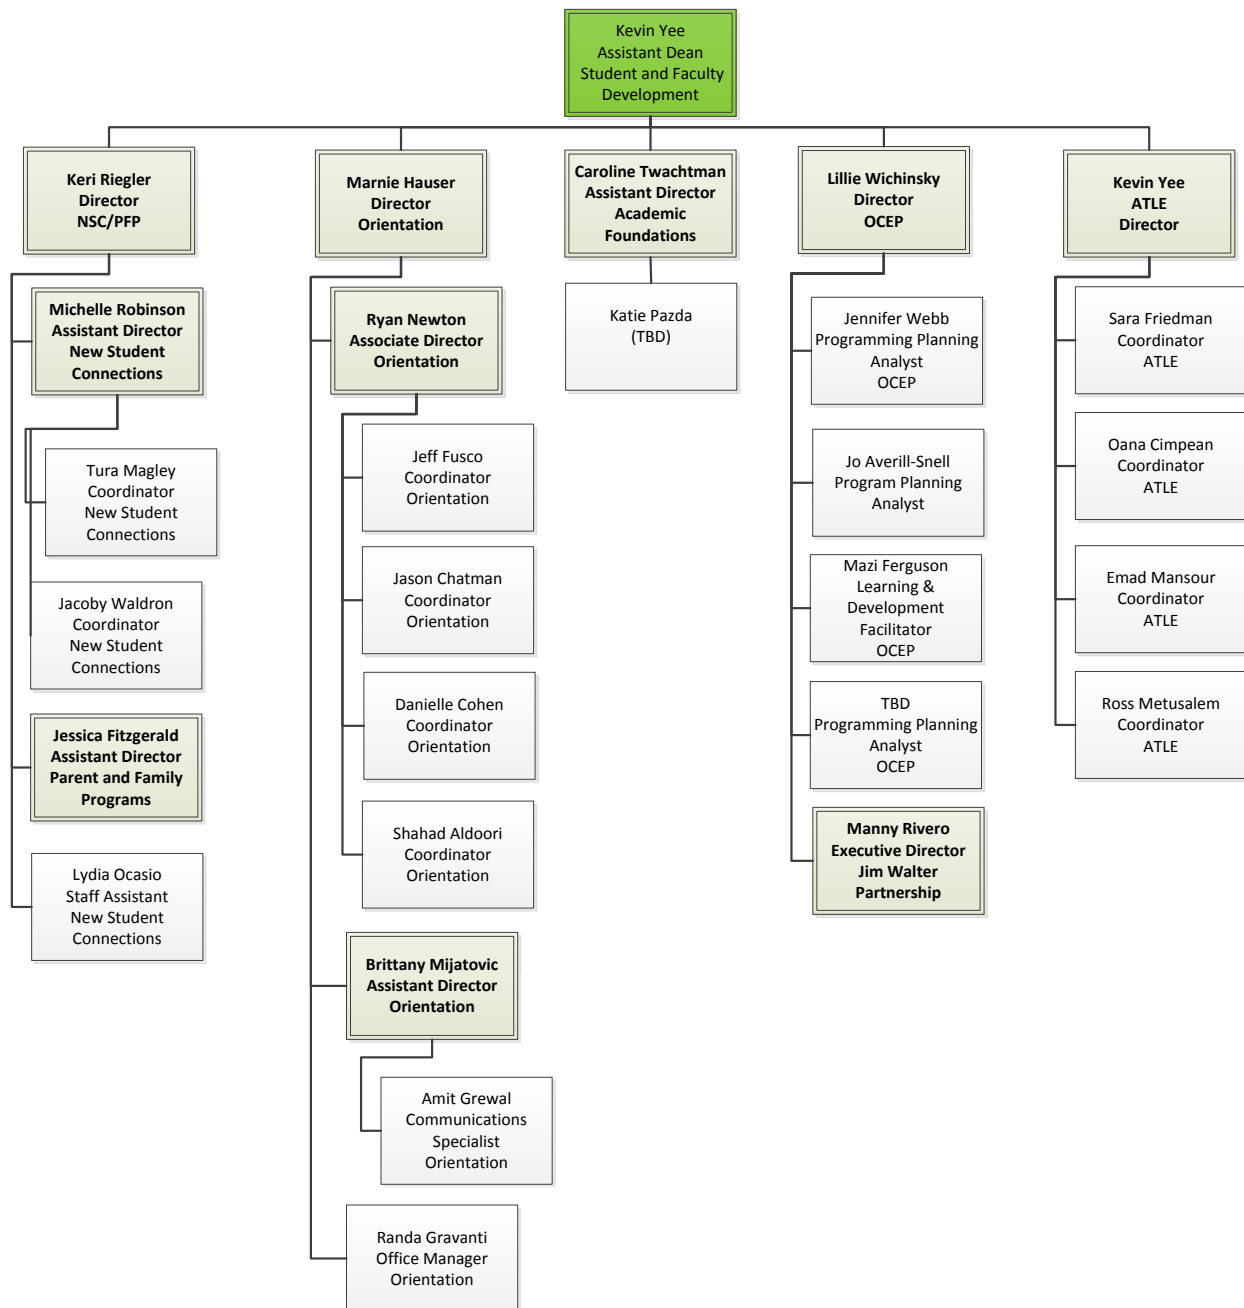 Kevin Yee
Assistant Dean
Student and Faculty
Development
Keri Riegler
Director
NSC/PFP
Marnie Hauser
Director
Orientation
Caroline Twachtman
Assistant Director
Academic
Foundations
Lillie Wichinsky
Director
OCEP
Kevin Yee
ATLE
Director
Michelle Robinson
Assistant Director
New Student
Connections
Tura Magley
Coordinator
New Student
Connections
Jacoby Waldron
Coordinator
New Student
Connections
Jessica Fitzgerald
Assistant Director
Parent and Family
Programs
Lydia Ocasio
Staff Assistant
New Student
Connections
Ryan Newton
Associate Director
Orientation
Jeff Fusco
Coordinator
Orientation
Jason Chatman
Coordinator
Orientation
Danielle Cohen
Coordinator
Orientation
Shahad Aldoori
Coordinator
Orientation
Brittany Mijatovic
Assistant Director
Orientation
Amit Grewal
Communications
Specialist
Orientation
Randa Gravanti
Office Manager
Orientation
Katie Pazda
(TBD)
Jennifer Webb
Programming Planning
Analyst
OCEP
Jo Averill-Snell
Program Planning
Analyst
Mazi Ferguson
Learning &
Development
Facilitator
OCEP
TBD
Programming Planning
Analyst
OCEP
Manny Rivero
Executive Director
Jim Walter
Partnership
Sara Friedman
Coordinator
ATLE
Oana Cimpean
Coordinator
ATLE
Emad Mansour
Coordinator
ATLE
Ross Metusalem
Coordinator
ATLE